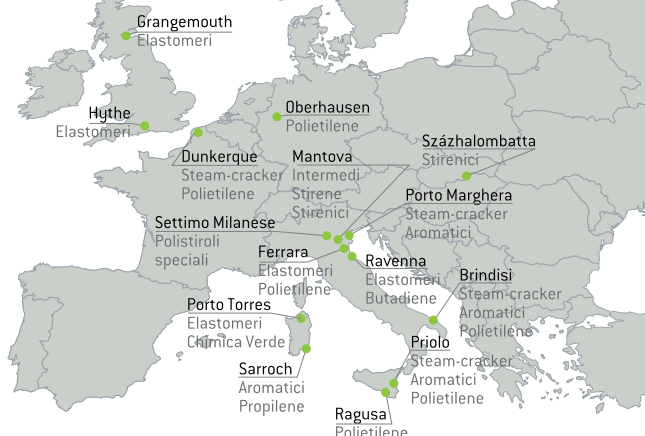 Grangemouth
Elastomeri
Hythe
Elastomeri
Oberhausen
Polietilene
Dunkerque
Steam-cracker
Polietilene
Mantova
Intermedi
Stirene
Stirenici
Százhalombatta
Stirenici
Porto Marghera
Steam-cracker
Aromatici
Settimo Milanese
Polistiroli
speciali
Ferrara
Elastomeri
Polietilene
Ravenna
Elastomeri
Butadiene
Brindisi
Steam-cracker
Aromatici
Polietilene
Porto Torres
Elastomeri
Chimica Verde
Sarroch
Aromatici
Propilene
Priolo
Steam-cracker
Aromatici
Polietilene
Ragusa
Polietilene